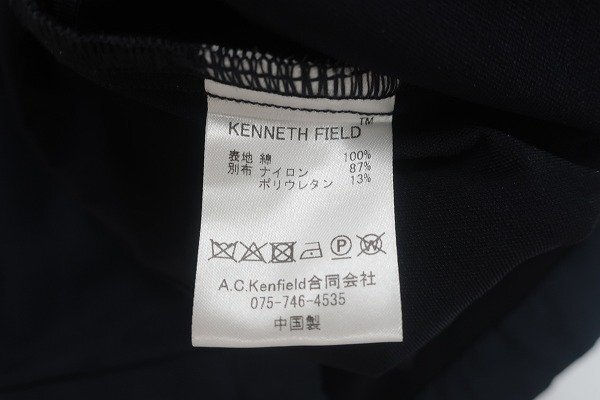 KENNETH FIELD™
表地 綿 100%
別布 ナイロン 87%
ポリウレタン 13%
P W
A.C.Kenfield合同会社
075-746-4535
中国製